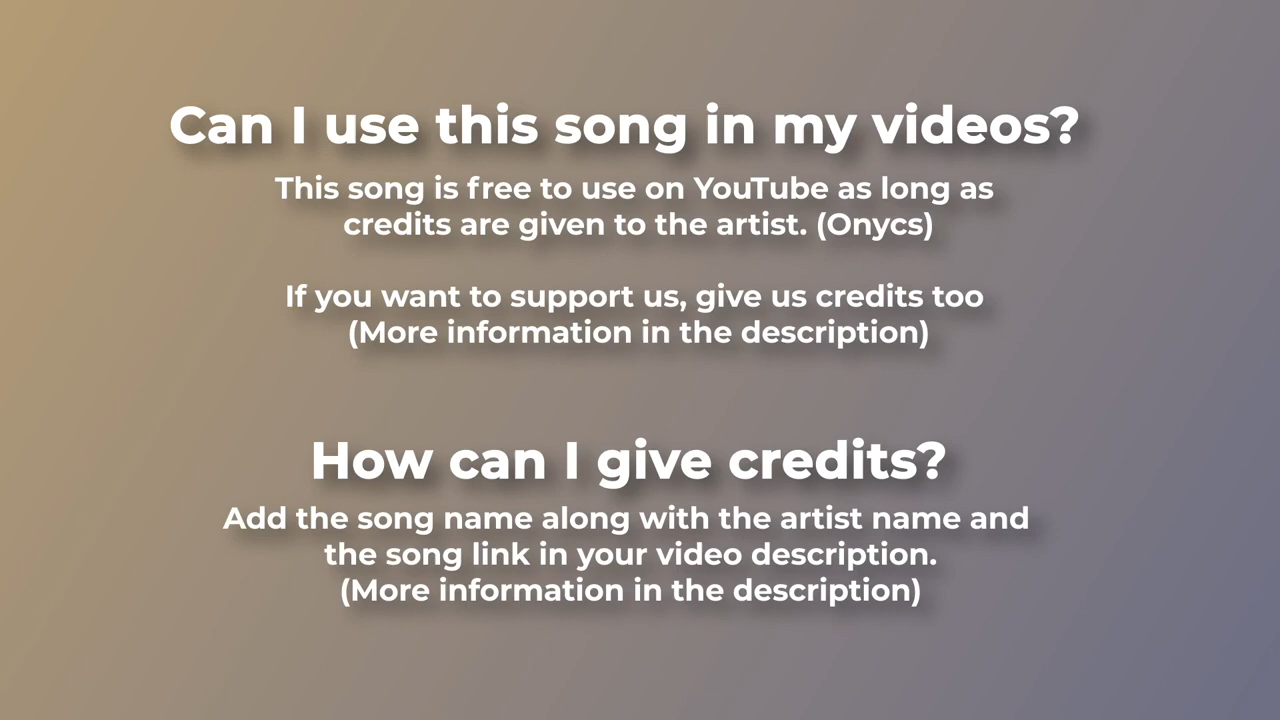 Can I use this song in my videos?
This song is free to use on YouTube as long as
credits are given to the artist. (Onycs)
If you want to support us, give us credits too
(More information in the description)
How can I give credits?
Add the song name along with the artist name and
the song link in your video description.
(More information in the description)